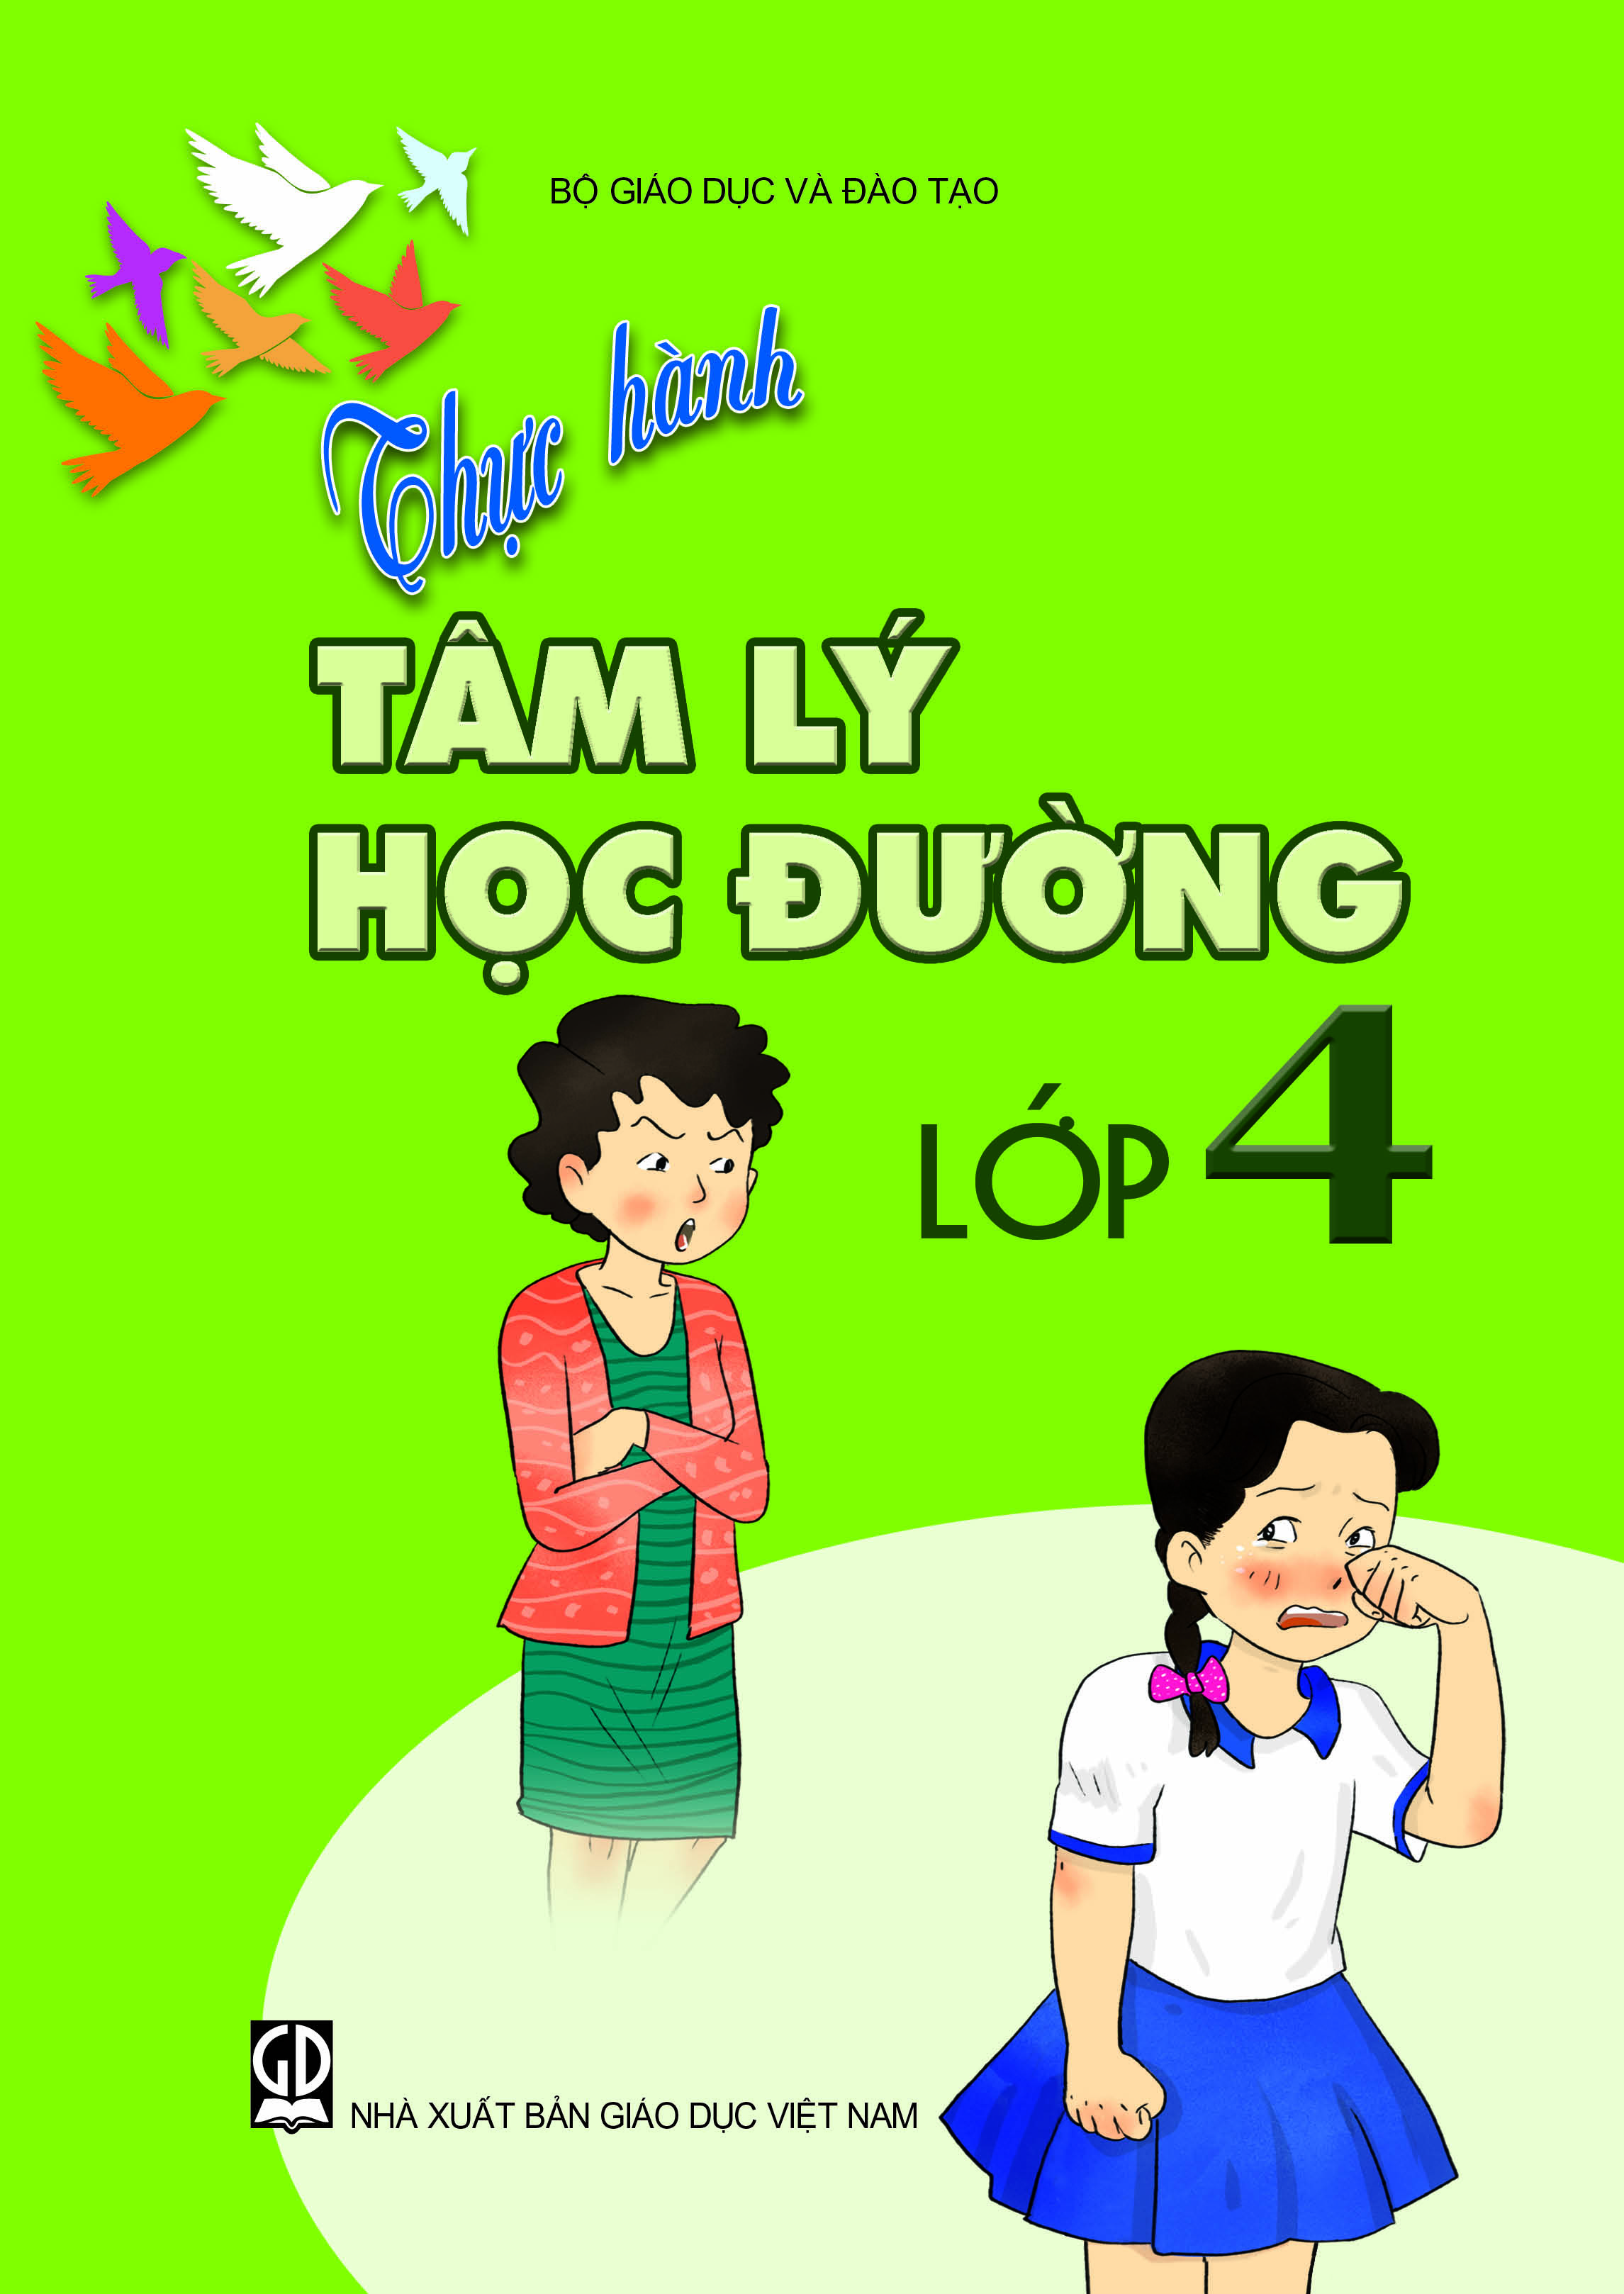 BỘ GIÁO DỤC VÀ ĐÀO TẠO
Thực hành
TÂM LÝ
HỌC ĐƯỜNG
LỚP 4
GD
NHÀ XUẤT BẢN GIÁO DỤC VIỆT NAM